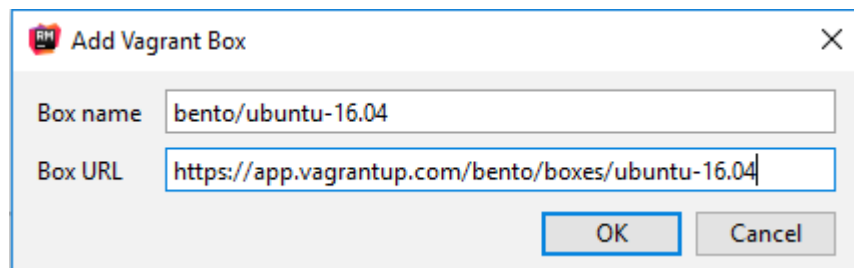 RM Add Vagrant Box
Box name bento/ubuntu-16.04
Box URL https://app.vagrantup.com/bento/boxes/ubuntu-16.04
OK Cancel